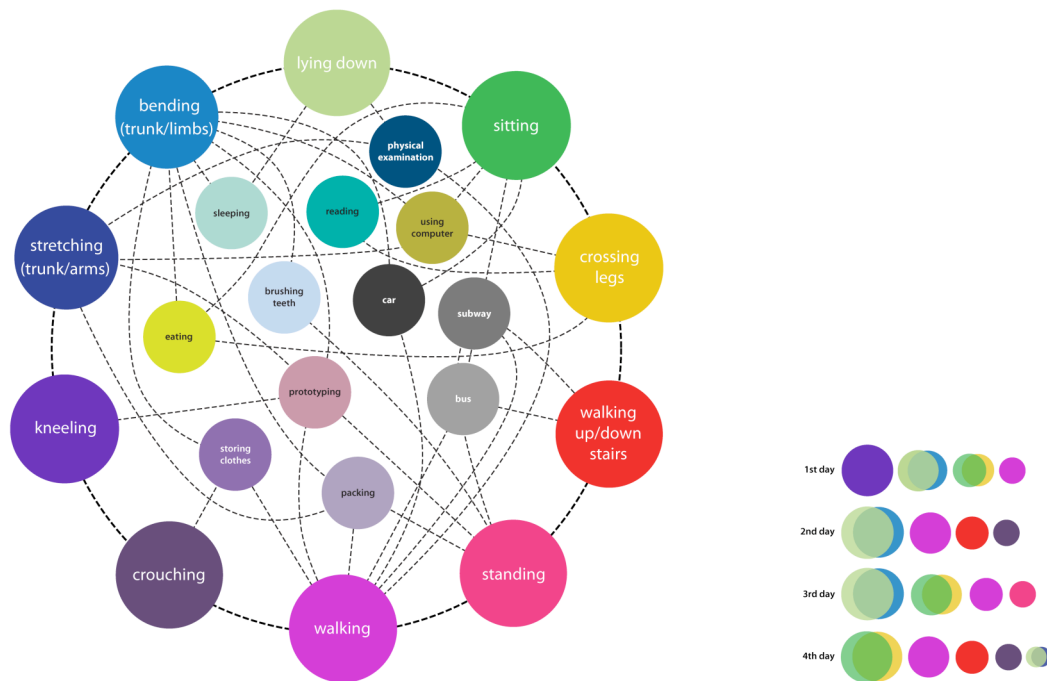 lying down
bending
(trunk/limbs)
sitting
physical
examination
sleeping
reading
using
computer
stretching
(trunk/arms)
crossing
legs
brushing
teeth
car
subway
eating
prototyping
bus
kneeling
walking
up/down
stairs
storing
clothes
packing
crouching
standing
walking
1st day
2nd day
3rd day
4th day